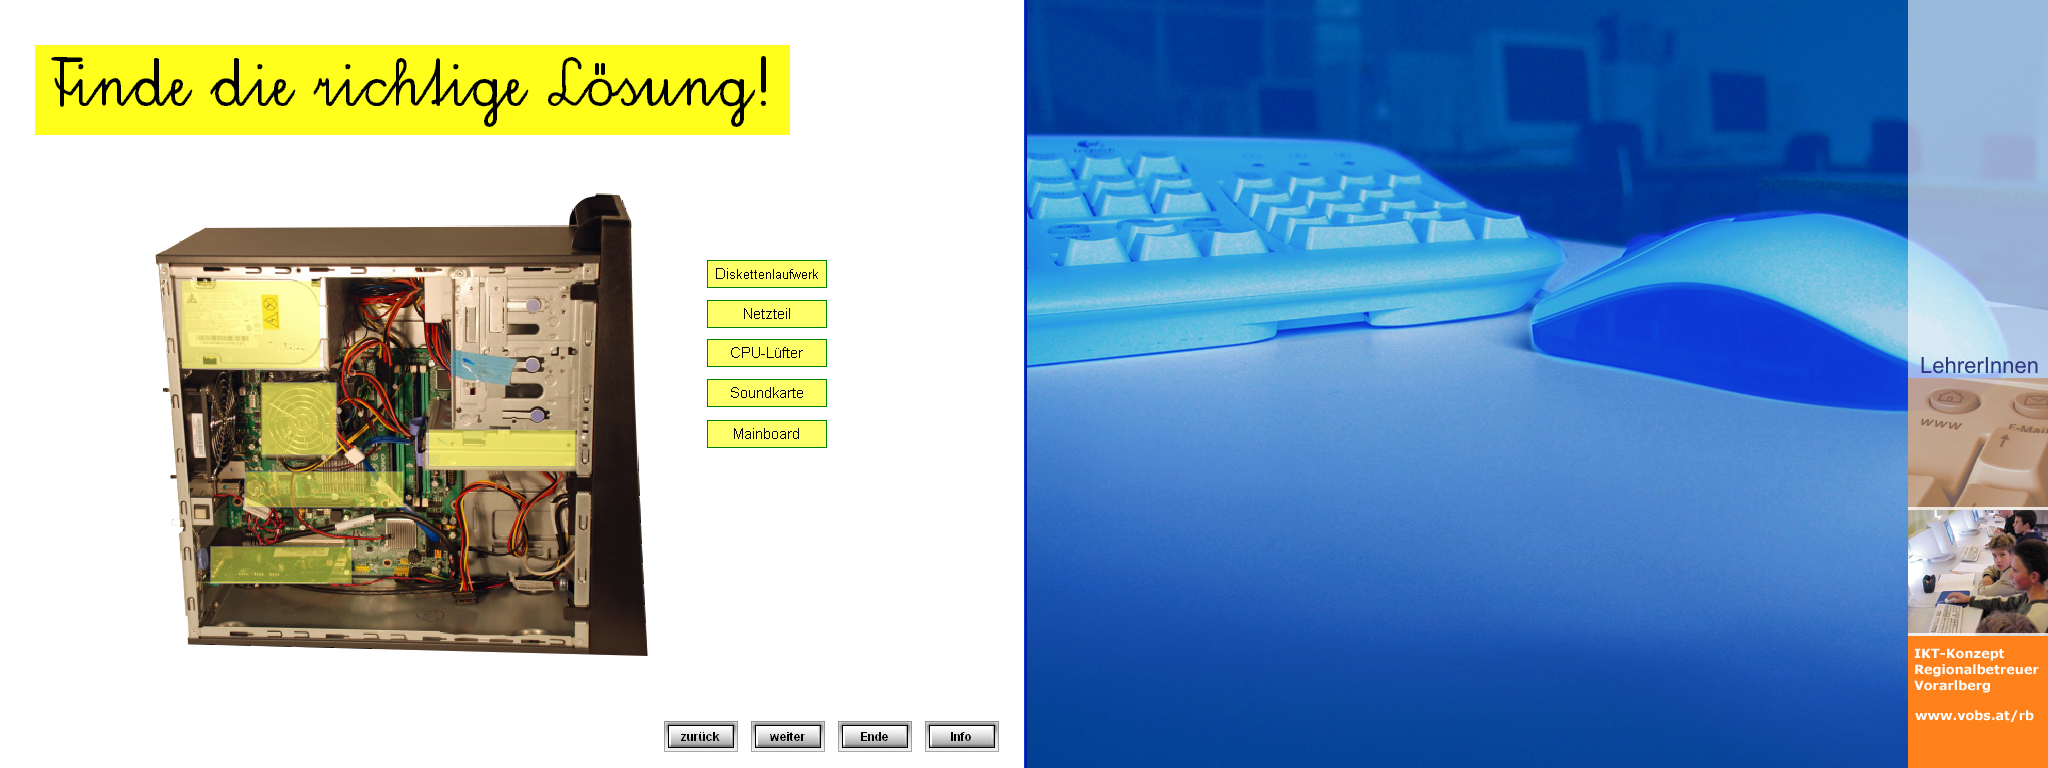 Finde die richtige Lösung!
Diskettenlaufwerk
Netzteil
CPU-Lüfter
Soundkarte
Mainboard
zurück
weiter
Ende
Info
LehrerInnen
www
E-Mail
IKT-Konzept
Regionalbetreuer
Vorarlberg
www.vobs.at/rb